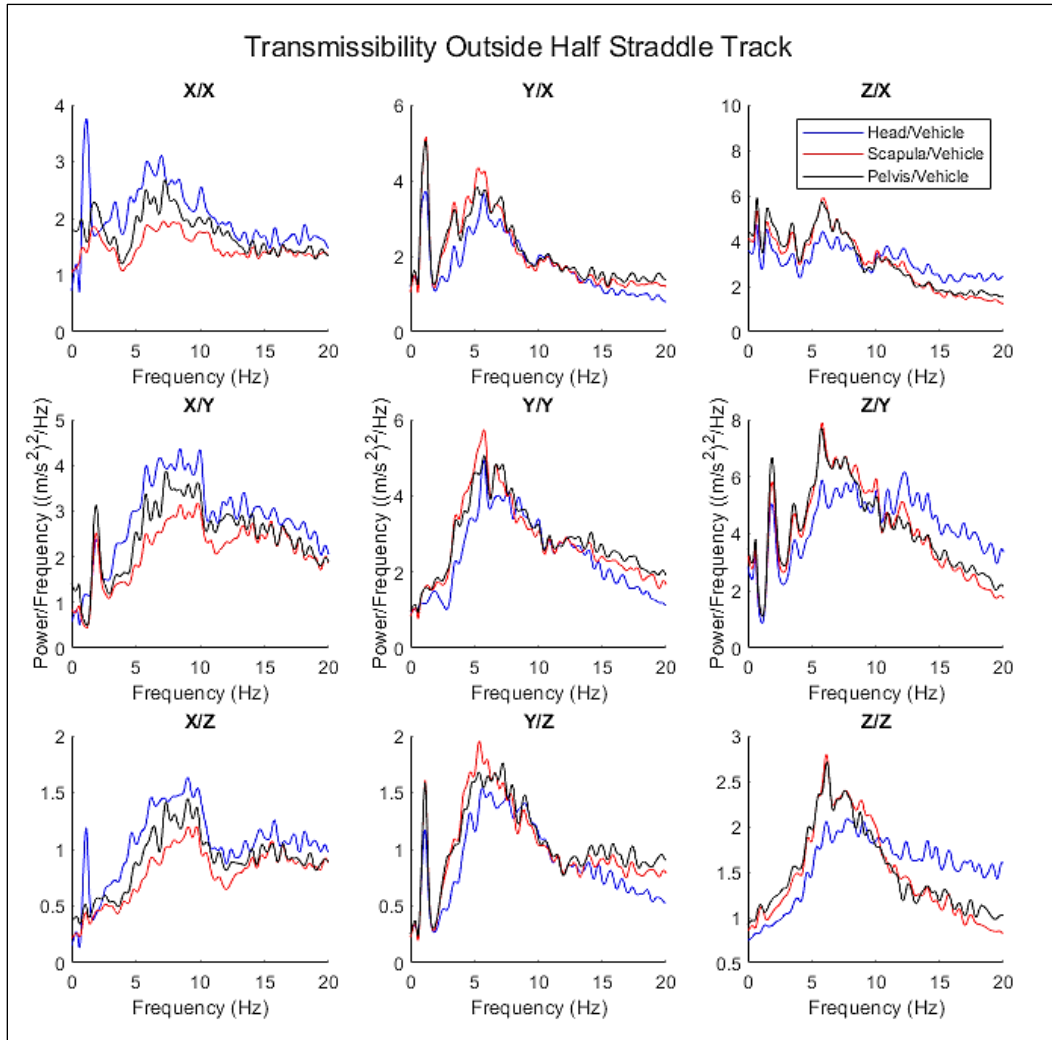 Transmissibility Outside Half Straddle Track
X/X
4
3
2
1
0
0 5 10 15 20
Frequency (Hz)
Y/X
6
4
2
0
0 5 10 15 20
Frequency (Hz)
Z/X
10
8
6
4
2
0
0 5 10 15 20
Frequency (Hz)
Head/Vehicle
Scapula/Vehicle
Pelvis/Vehicle
X/Y
Power/Frequency ((m/s²)²/Hz)
5
4
3
2
1
0
0 5 10 15 20
Frequency (Hz)
Y/Y
Power/Frequency ((m/s²)²/Hz)
6
4
2
0
0 5 10 15 20
Frequency (Hz)
Z/Y
Power/Frequency ((m/s²)²/Hz)
8
6
4
2
0
0 5 10 15 20
Frequency (Hz)
X/Z
2
1.5
1
0.5
0
0 5 10 15 20
Frequency (Hz)
Y/Z
2
1.5
1
0.5
0
0 5 10 15 20
Frequency (Hz)
Z/Z
3
2.5
2
1.5
1
0.5
0 5 10 15 20
Frequency (Hz)